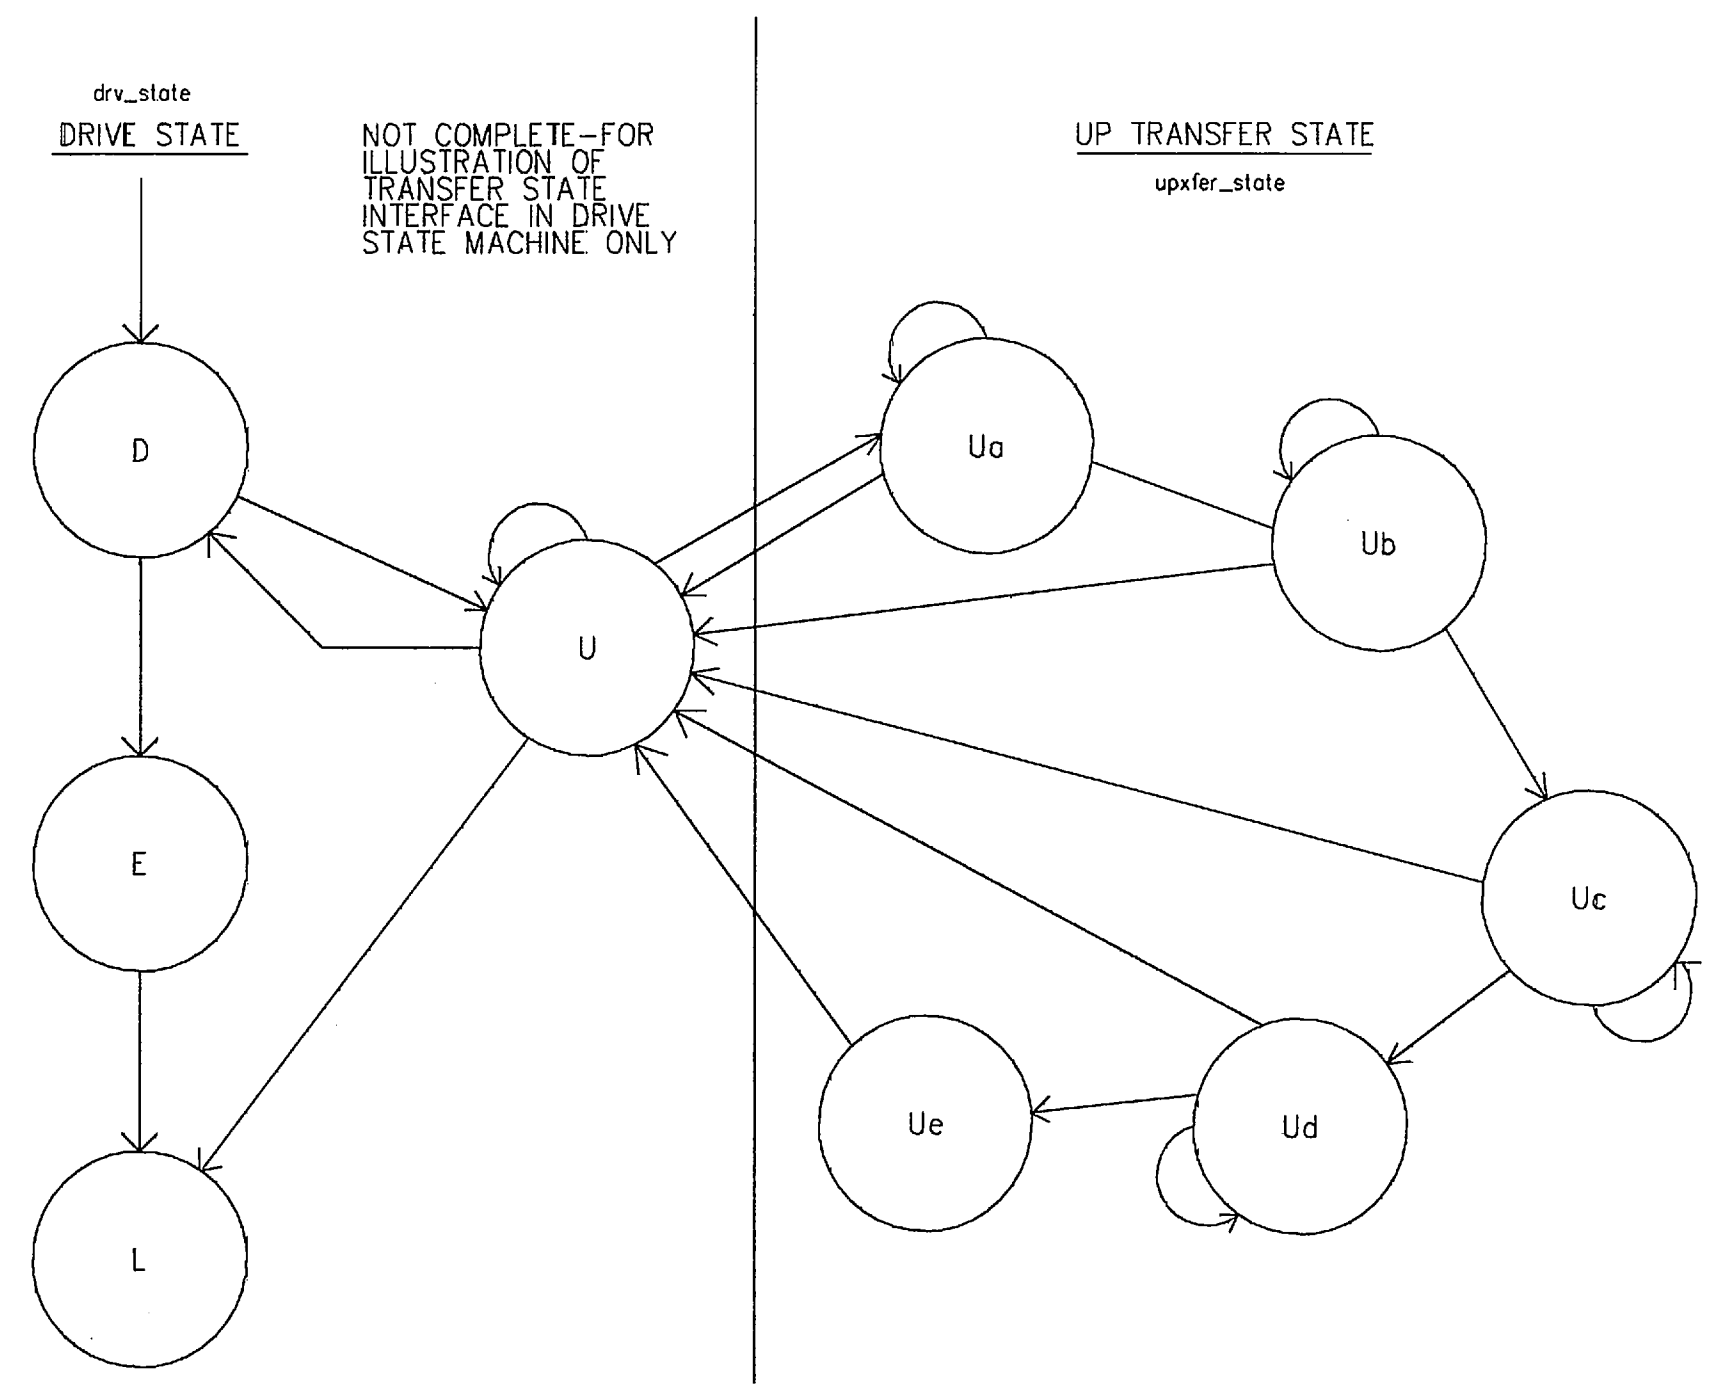 drv_state
DRIVE STATE
NOT COMPLETE-FOR
ILLUSTRATION OF
TRANSFER STATE
INTERFACE IN DRIVE
STATE MACHINE ONLY
UP TRANSFER STATE
upxfer_state
D
U
E
L
Ua
Ub
Uc
Ud
Ue